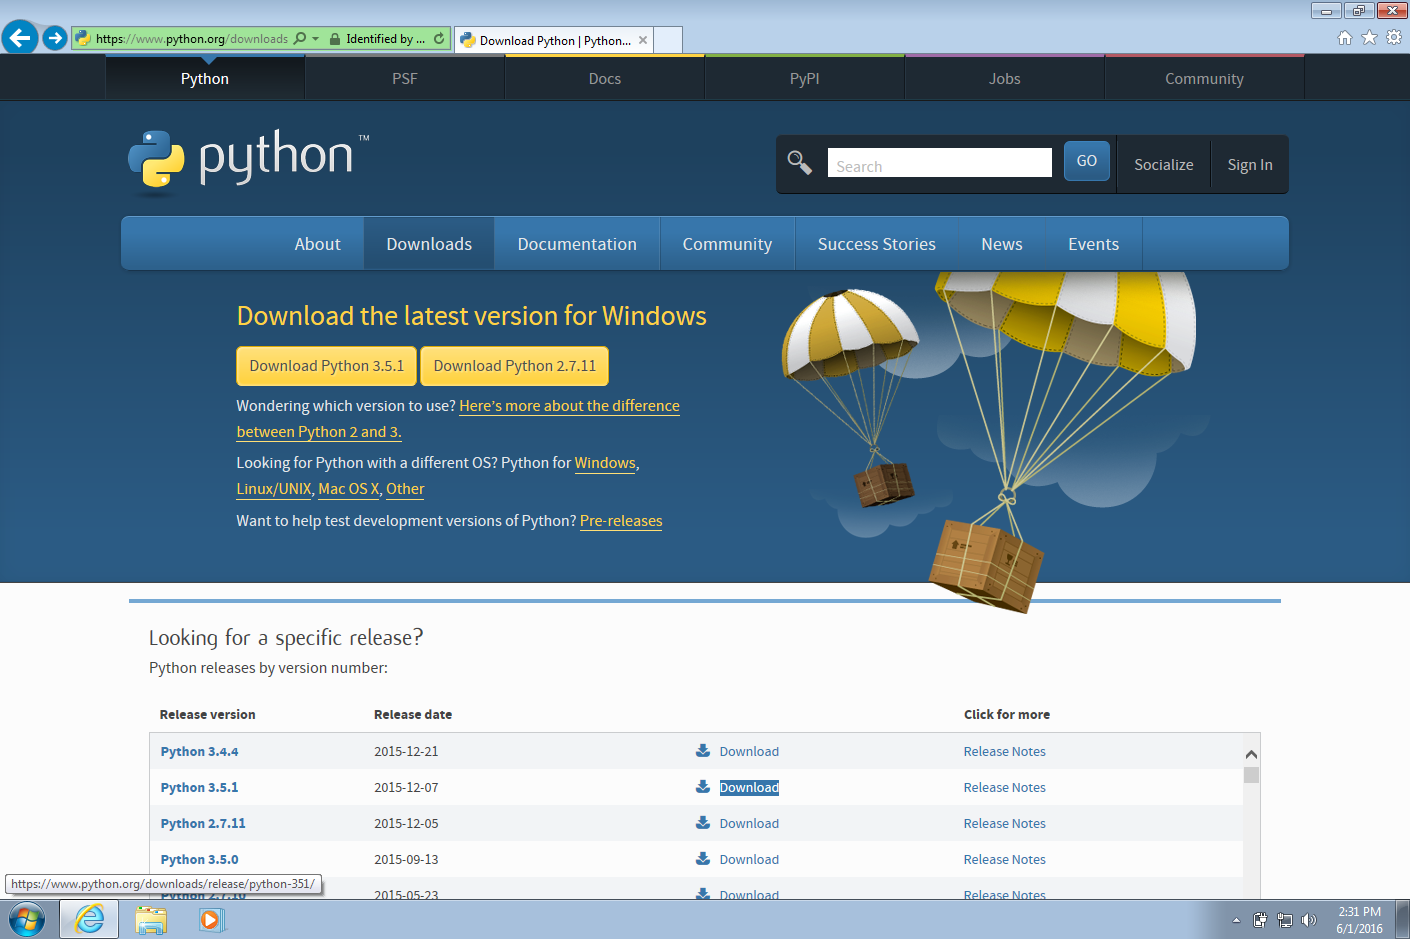 https://www.python.org/downloads
Identified by ...
Download Python | Python...
Python
PSF
Docs
PyPI
Jobs
Community
python™
Search
GO
Socialize
Sign In
About
Downloads
Documentation
Community
Success Stories
News
Events
Download the latest version for Windows
Download Python 3.5.1
Download Python 2.7.11
Wondering which version to use? Here's more about the difference
between Python 2 and 3.
Looking for Python with a different OS? Python for Windows,
Linux/UNIX, Mac OS X, Other
Want to help test development versions of Python? Pre-releases
Looking for a specific release?
Python releases by version number:
Release version Release date Click for more
Python 3.4.4 2015-12-21 Download Release Notes
Python 3.5.1 2015-12-07 Download Release Notes
Python 2.7.11 2015-12-05 Download Release Notes
Python 3.5.0 2015-09-13 Download Release Notes
Python 2.7.10 2015-05-23 Download Release Notes
https://www.python.org/downloads/release/python-351/
2:31 PM
6/1/2016